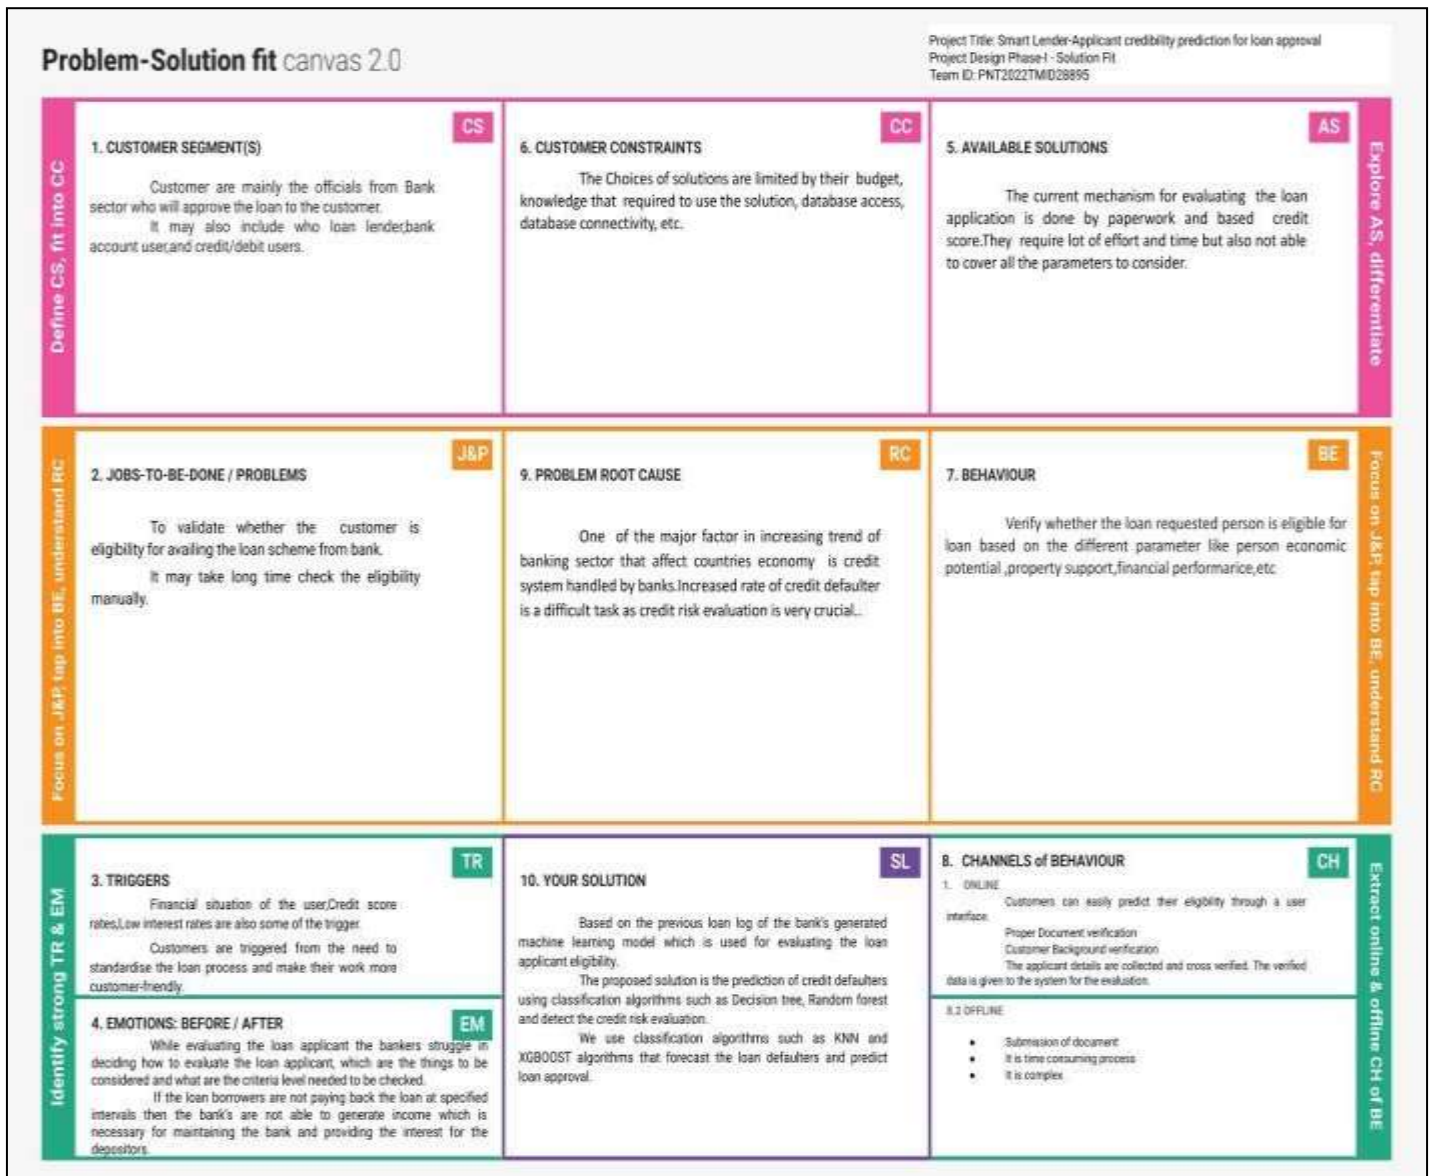 Problem-Solution fit canvas 2.0
Project Title: Smart Lender-Applicant credibility prediction for loan approval
Project Design Phase-I - Solution Fit
Team ID: PNT2022TMID28895
Define CS, fit into CC
CS
1. CUSTOMER SEGMENT(S)
Customer are mainly the officials from Bank
sector who will approve the loan to the customer.
It may also include who loan lender,bank
account user,and credit/debit users.
CC
6. CUSTOMER CONSTRAINTS
The Choices of solutions are limited by their budget,
knowledge that required to use the solution, database access,
database connectivity, etc.
AS
5. AVAILABLE SOLUTIONS
The current mechanism for evaluating the loan
application is done by paperwork and based credit
score.They require lot of effort and time but also not able
to cover all the parameters to consider.
Explore AS, differentiate
Focus on J&P, tap into BE, understand RC
J&P
2. JOBS-TO-BE-DONE / PROBLEMS
To validate whether the customer is
eligibility for availing the loan scheme from bank.
It may take long time check the eligibility
manually.
RC
9. PROBLEM ROOT CAUSE
One of the major factor in increasing trend of
banking sector that affect countries economy is credit
system handled by banks.Increased rate of credit defaulter
is a difficult task as credit risk evaluation is very crucial..
BE
7. BEHAVIOUR
Verify whether the loan requested person is eligible for
loan based on the different parameter like person economic
potential ,property support,financial performarice,etc
Focus on J&P, tap into BE, understand RC
Identify strong TR & EM
TR
3. TRIGGERS
Financial situation of the user,Credit score
rates,Low interest rates are also some of the trigger.
Customers are triggered from the need to
standardise the loan process and make their work more
customer-friendly.
EM
4. EMOTIONS: BEFORE / AFTER
While evaluating the loan applicant the bankers struggle in
deciding how to evaluate the loan applicant, which are the things to be
considered and what are the criteria level needed to be checked.
If the loan borrowers are not paying back the loan at specified
intervals then the bank's are not able to generate income which is
necessary for maintaining the bank and providing the interest for the
depositors.
SL
10. YOUR SOLUTION
Based on the previous loan log of the bank's generated
machine learning model which is used for evaluating the loan
applicant eligibility.
The proposed solution is the prediction of credit defaulters
using classification algorithms such as Decision tree, Random forest
and detect the credit risk evaluation.
We use classification algorithms such as KNN and
XGBOOST algorithms that forecast the loan defaulters and predict
loan approval.
CH
8. CHANNELS of BEHAVIOUR
1. ONLINE
Customers can easily predict their eligibility through a user
interface.
Proper Document verification
Customer Background verification
The applicant details are collected and cross verified. The verified
data is given to the system for the evaluation.
8.2 OFFLINE
• Submission of document
• It is time consuming process
• It is complex
Extract online & offline CH of BE